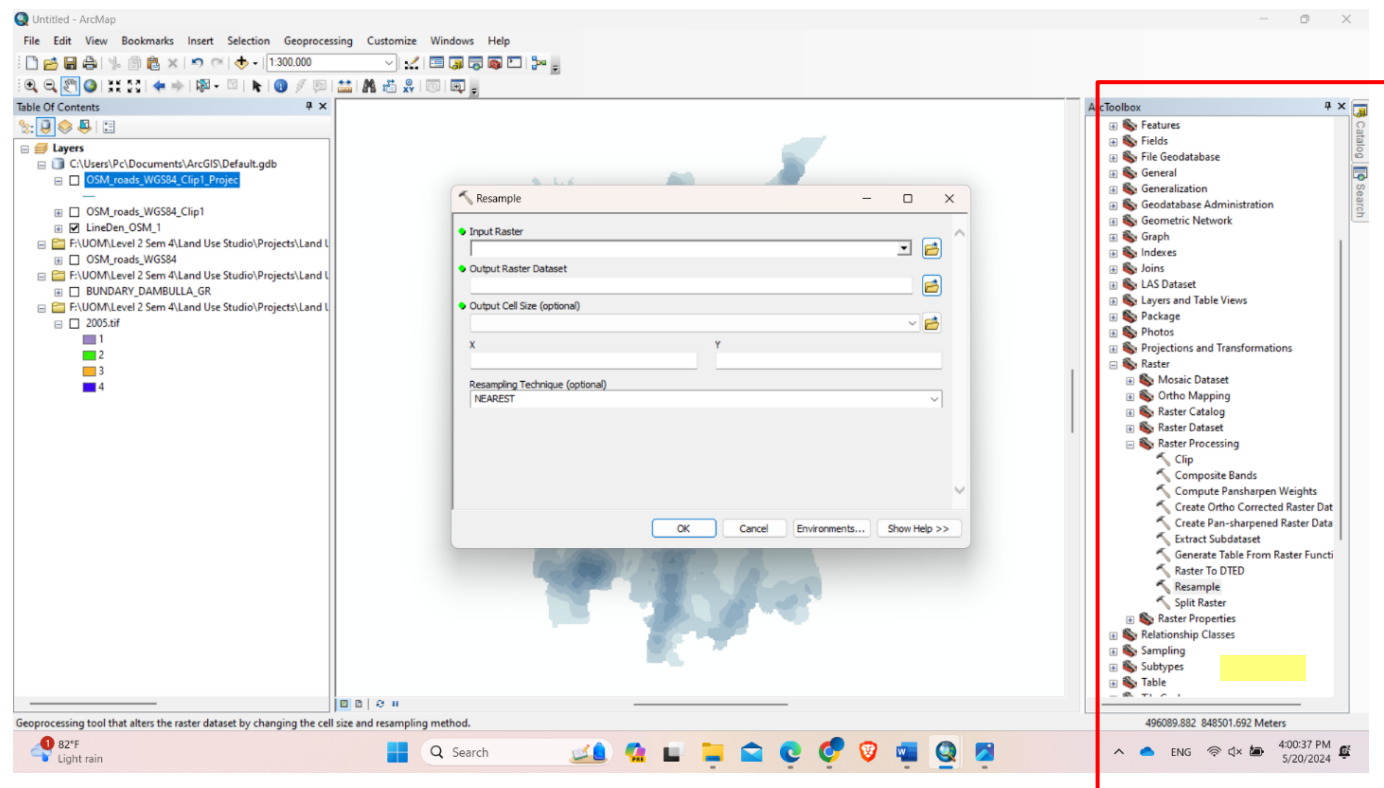 Untitled - ArcMap
File Edit View Bookmarks Insert Selection Geoprocessing Customize Windows Help
1:300.000
Table Of Contents
Layers
C:\Users\Pc\Documents\ArcGIS\Default.gdb
OSM_roads_WGS84_Clip1_Projec
OSM_roads_WGS84_Clip1
LineDen_OSM_1
F:\UOM\Level 2 Sem 4\Land Use Studio\Projects\Land U
OSM_roads_WGS84
F:\UOM\Level 2 Sem 4\Land Use Studio\Projects\Land U
BUNDARY_DAMBULLA_GR
F:\UOM\Level 2 Sem 4\Land Use Studio\Projects\Land U
2005.tif
1
2
3
4
Resample
Input Raster
Output Raster Dataset
Output Cell Size (optional)
X Y
Resampling Technique (optional)
NEAREST
OK Cancel Environments... Show Help >>
ArcToolbox
Features
Fields
File Geodatabase
General
Generalization
Geodatabase Administration
Geometric Network
Graph
Indexes
Joins
LAS Dataset
Layers and Table Views
Package
Photos
Projections and Transformations
Raster
Mosaic Dataset
Ortho Mapping
Raster Catalog
Raster Dataset
Raster Processing
Clip
Composite Bands
Compute Pansharpen Weights
Create Ortho Corrected Raster Dat
Create Pan-sharpened Raster Data
Extract Subdataset
Generate Table From Raster Functi
Raster To DTED
Resample
Split Raster
Raster Properties
Relationship Classes
Sampling
Subtypes
Table
Catalog
Search
Geoprocessing tool that alters the raster dataset by changing the cell size and resampling method.
496089.882 848501.692 Meters
1
82°F
Light rain
Search
PRE
ENG
4:00:37 PM
5/20/2024